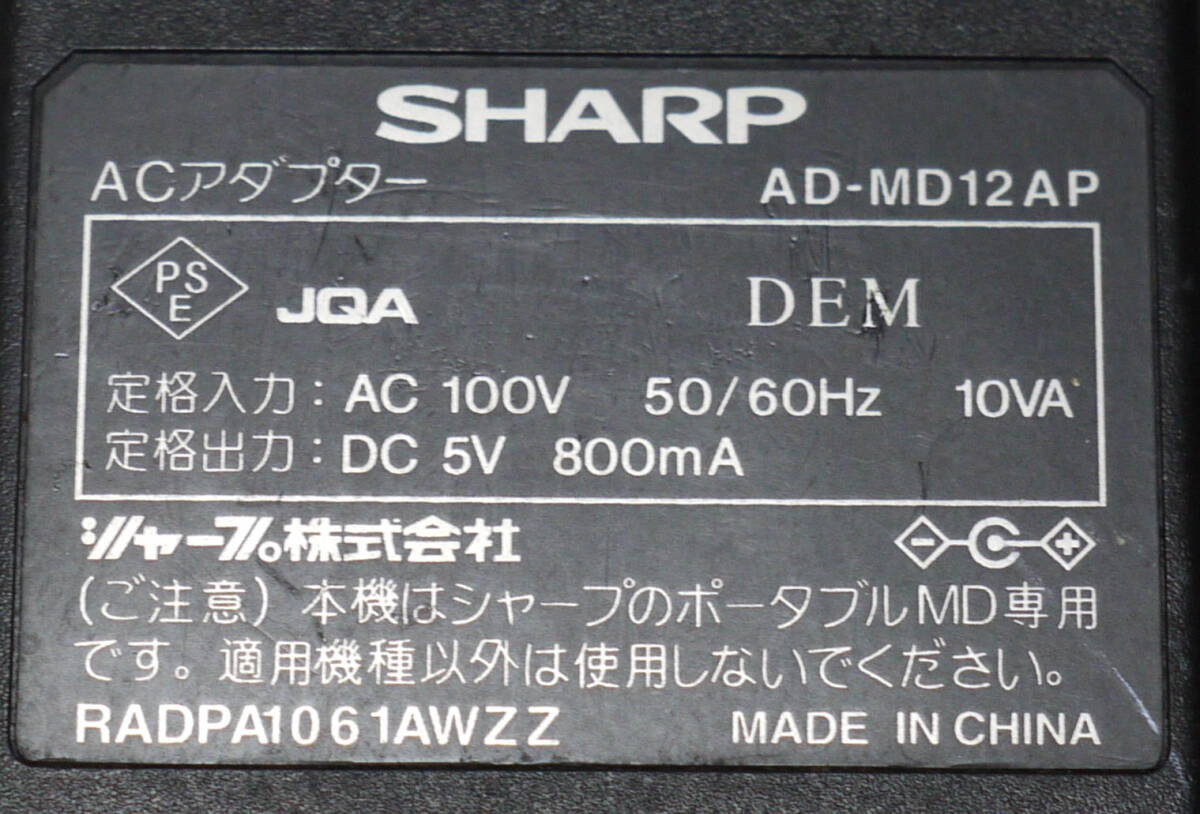 SHARP
ACアダプター AD-MD12AP
PS
E
JQA DEM
定格入力：AC 100V 50/60Hz 10VA
定格出力：DC 5V 800mA
シャープ株式会社 - +
(ご注意) 本機はシャープのポータブルMD専用
です。適用機種以外は使用しないでください。
RADPA1061AWZZ MADE IN CHINA